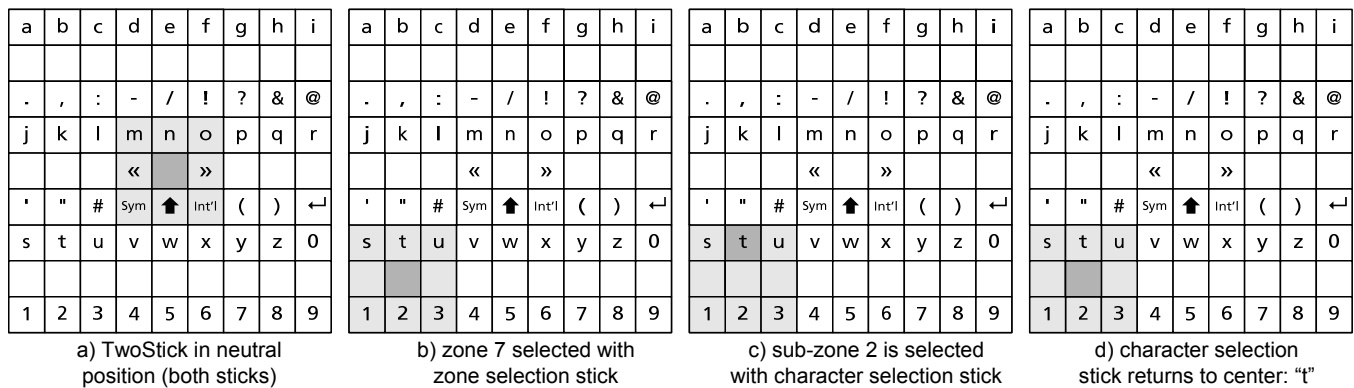 a b c d e f g h i
. , : - / ! ? & @
j k l m n o p q r
« »
' " # Sym ⬆ Int'l ( ) ↵
s t u v w x y z 0
1 2 3 4 5 6 7 8 9
a) TwoStick in neutral
position (both sticks)
a b c d e f g h i
. , : - / ! ? & @
j k l m n o p q r
« »
' " # Sym ⬆ Int'l ( ) ↵
s t u v w x y z 0
1 2 3 4 5 6 7 8 9
b) zone 7 selected with
zone selection stick
a b c d e f g h i
. , : - / ! ? & @
j k l m n o p q r
« »
' " # Sym ⬆ Int'l ( ) ↵
s t u v w x y z 0
1 2 3 4 5 6 7 8 9
c) sub-zone 2 is selected
with character selection stick
a b c d e f g h i
. , : - / ! ? & @
j k l m n o p q r
« »
' " # Sym ⬆ Int'l ( ) ↵
s t u v w x y z 0
1 2 3 4 5 6 7 8 9
d) character selection
stick returns to center: “t”